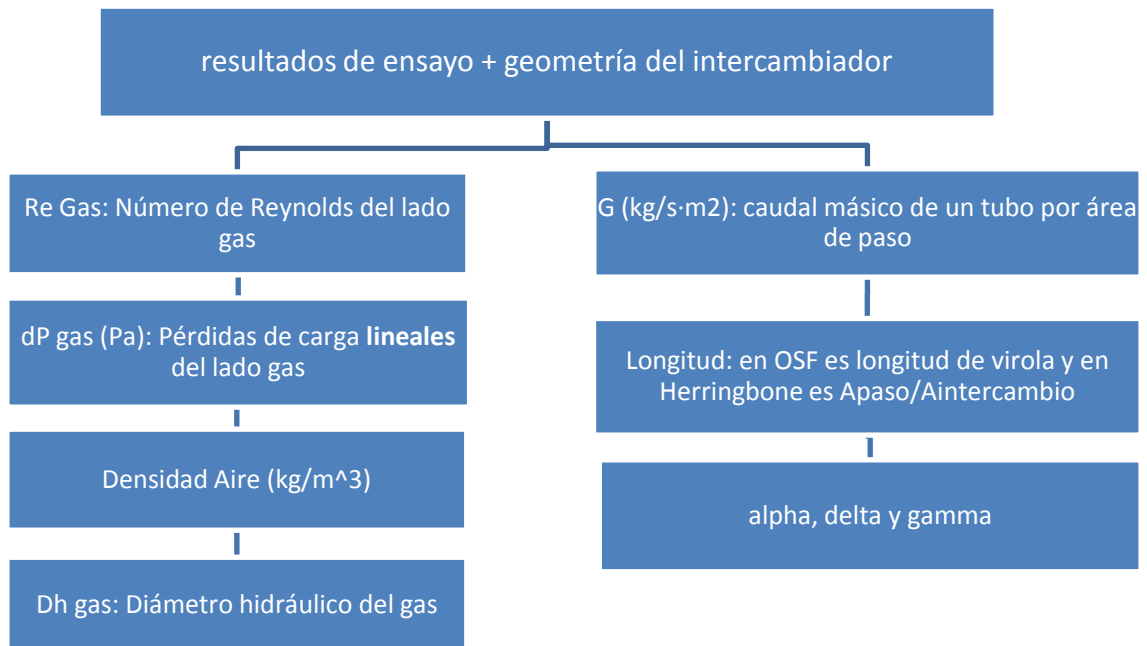 resultados de ensayo + geometría del intercambiador
Re Gas: Número de Reynolds del lado
gas
dP gas (Pa): Pérdidas de carga lineales
del lado gas
Densidad Aire (kg/m^3)
Dh gas: Diámetro hidráulico del gas
G (kg/s·m2): caudal másico de un tubo por área
de paso
Longitud: en OSF es longitud de virola y en
Herringbone es Apaso/Aintercambio
alpha, delta y gamma